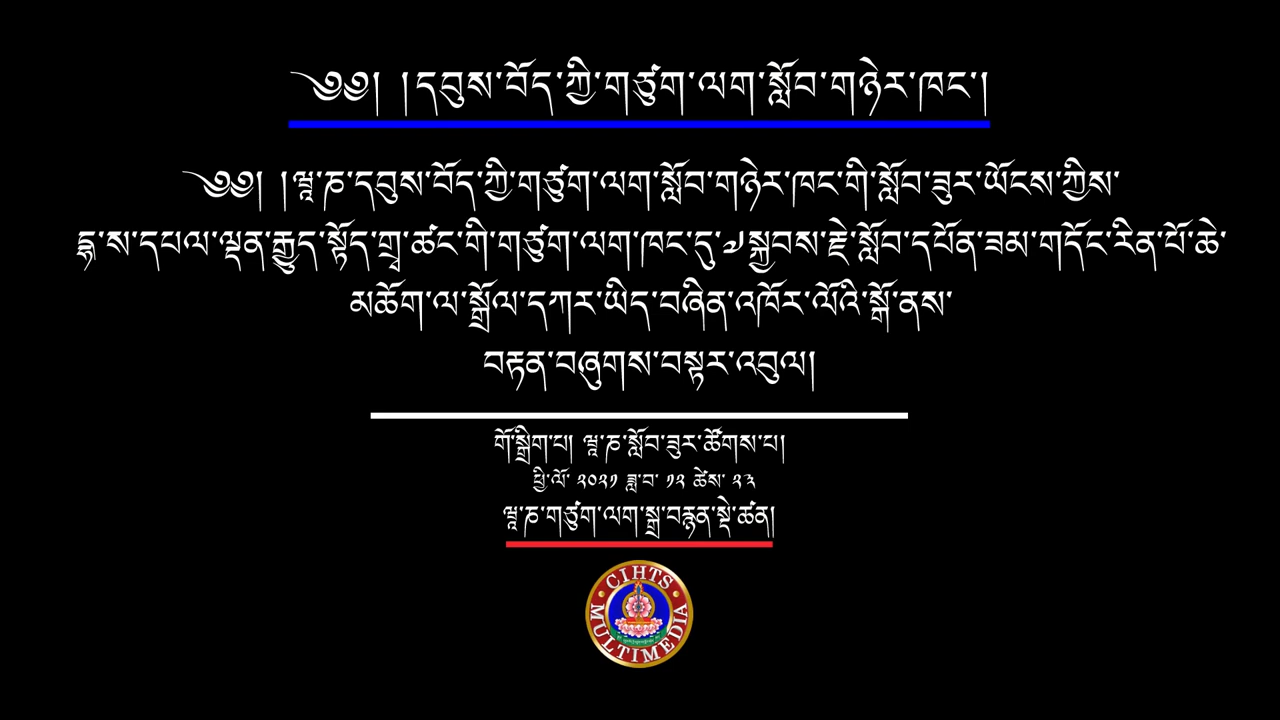 ༄༅། །དབུས་བོད་ཀྱི་གཙུག་ལག་སློབ་གཉེར་ཁང་།
༄༅། །ཝཱ་ཎ་དབུས་བོད་ཀྱི་གཙུག་ལག་སློབ་གཉེར་ཁང་གི་སློབ་ཟུར་ཡོངས་ཀྱིས་
དྷ་ས་དཔལ་ལྡན་རྒྱུད་སྟོད་གྲྭ་ཚང་གི་གཙུག་ལག་ཁང་དུ་༧སྐྱབས་རྗེ་སློབ་དཔོན་ཟམ་གདོང་རིན་པོ་ཆེ་
མཆོག་ལ་སྒྲོལ་དཀར་ཡིད་བཞིན་འཁོར་ལོའི་སྒོ་ནས་
བརྟན་བཞུགས་བསྟར་འབུལ།
གོ་སྒྲིག་པ། ཝཱ་ཎ་སློབ་ཟུར་ཚོགས་པ།
ཕྱི་ལོ་ ༢༠༢༡ ཟླ་བ་ ༡༢ ཚེས་ ༢༣
ཝཱ་ཎ་གཙུག་ལག་སྒྲ་བརྙན་སྡེ་ཚན།
CIHTS
MULTIMEDIA